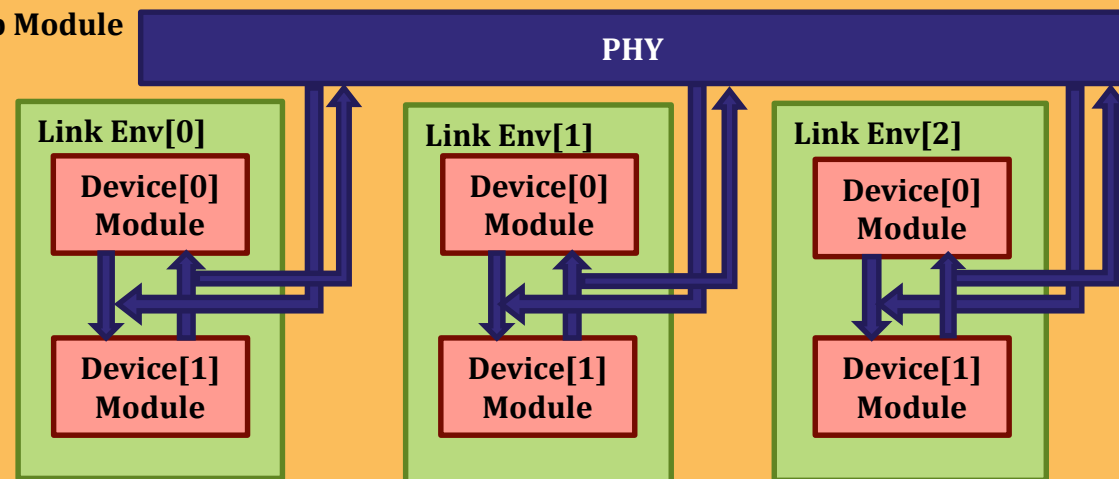 Module
PHY
Link Env[0]
Device[0]
Module
Device[1]
Module
Link Env[1]
Device[0]
Module
Device[1]
Module
Link Env[2]
Device[0]
Module
Device[1]
Module